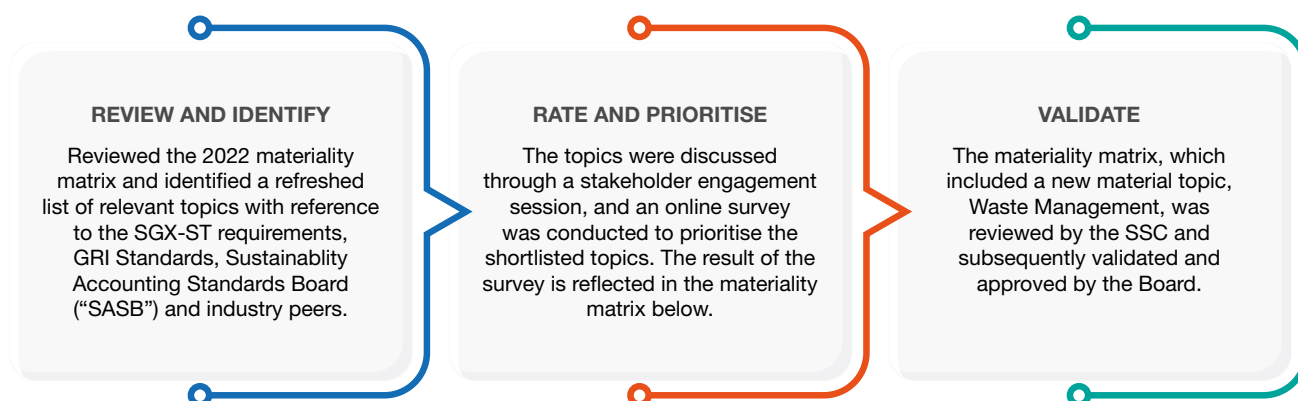 REVIEW AND IDENTIFY
Reviewed the 2022 materiality
matrix and identified a refreshed
list of relevant topics with reference
to the SGX-ST requirements,
GRI Standards, Sustainablity
Accounting Standards Board
(“SASB”) and industry peers.
RATE AND PRIORITISE
The topics were discussed
through a stakeholder engagement
session, and an online survey
was conducted to prioritise the
shortlisted topics. The result of the
survey is reflected in the materiality
matrix below.
VALIDATE
The materiality matrix, which
included a new material topic,
Waste Management, was
reviewed by the SSC and
subsequently validated and
approved by the Board.